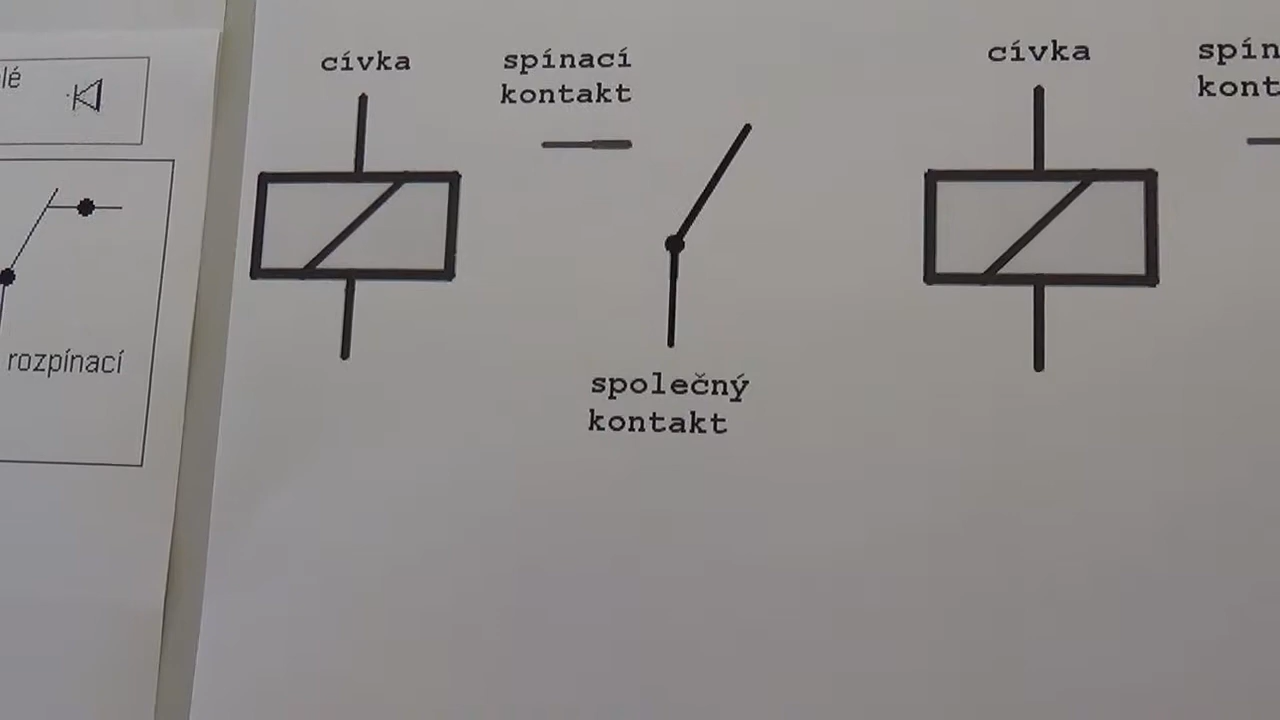 cívka
spínací
kontakt
společný
kontakt
cívka
rozpínací